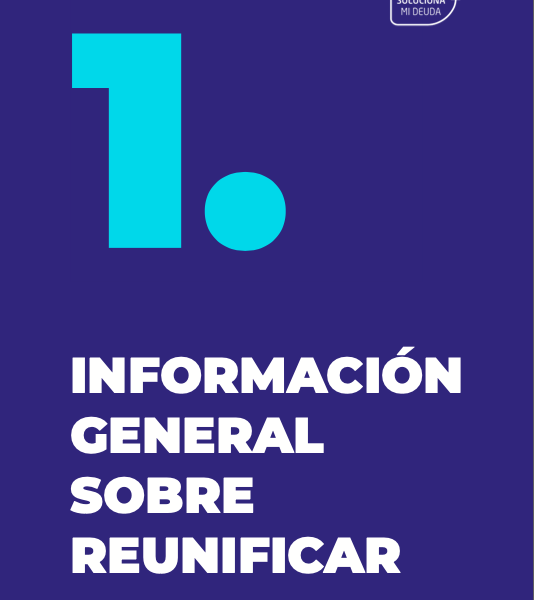 SOLUCIONA
MI DEUDA
1.
INFORMACIÓN
GENERAL
SOBRE
REUNIFICAR